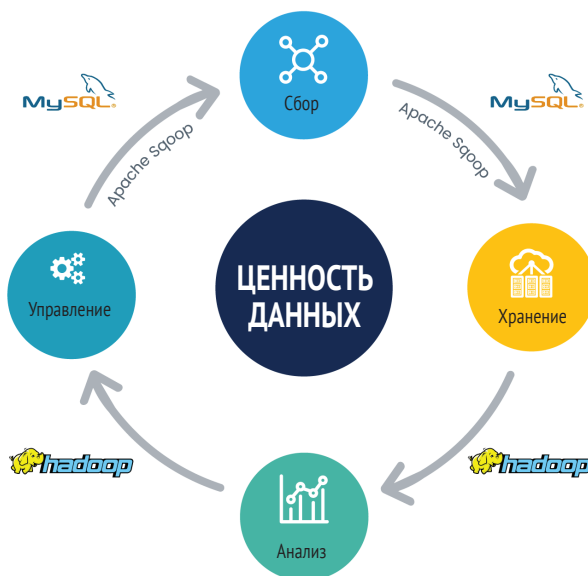 Сбор
MySQL®
MySQL®
Apache Sqoop
Apache Sqoop
ЦЕННОСТЬ
ДАННЫХ
Управление
Хранение
hadoop
hadoop
Анализ